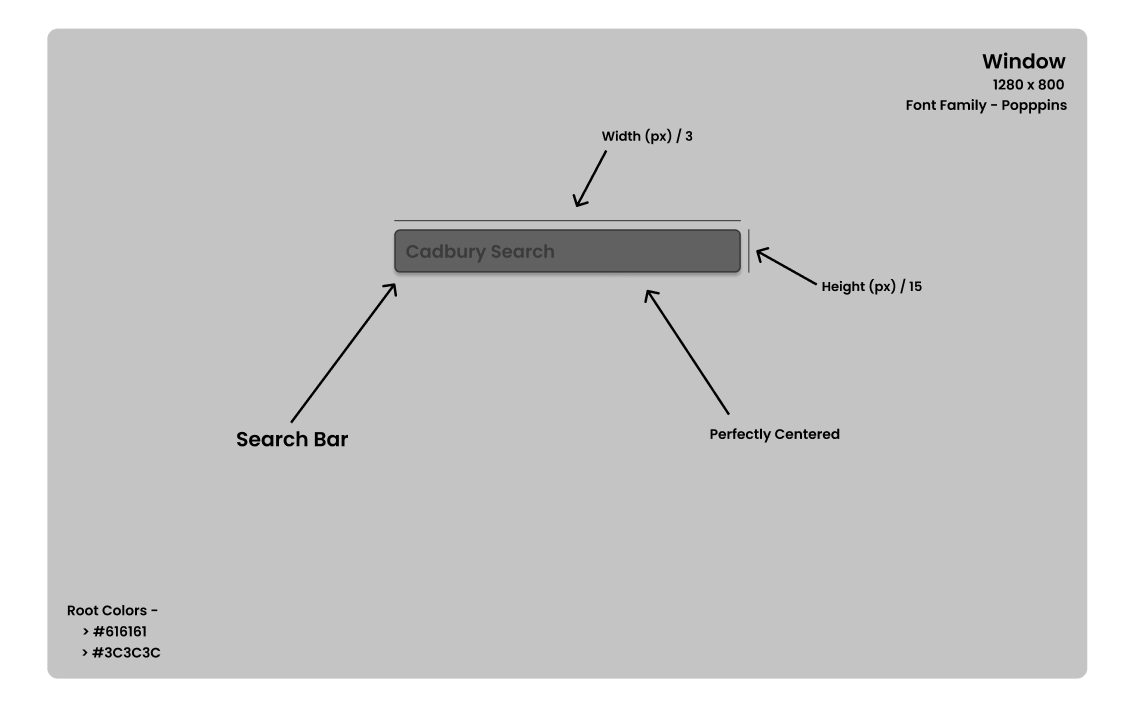 Window
1280 x 800
Font Family - Popppins
Width (px) / 3
Cadbury Search
Height (px) / 15
Search Bar
Perfectly Centered
Root Colors -
> #616161
> #3C3C3C